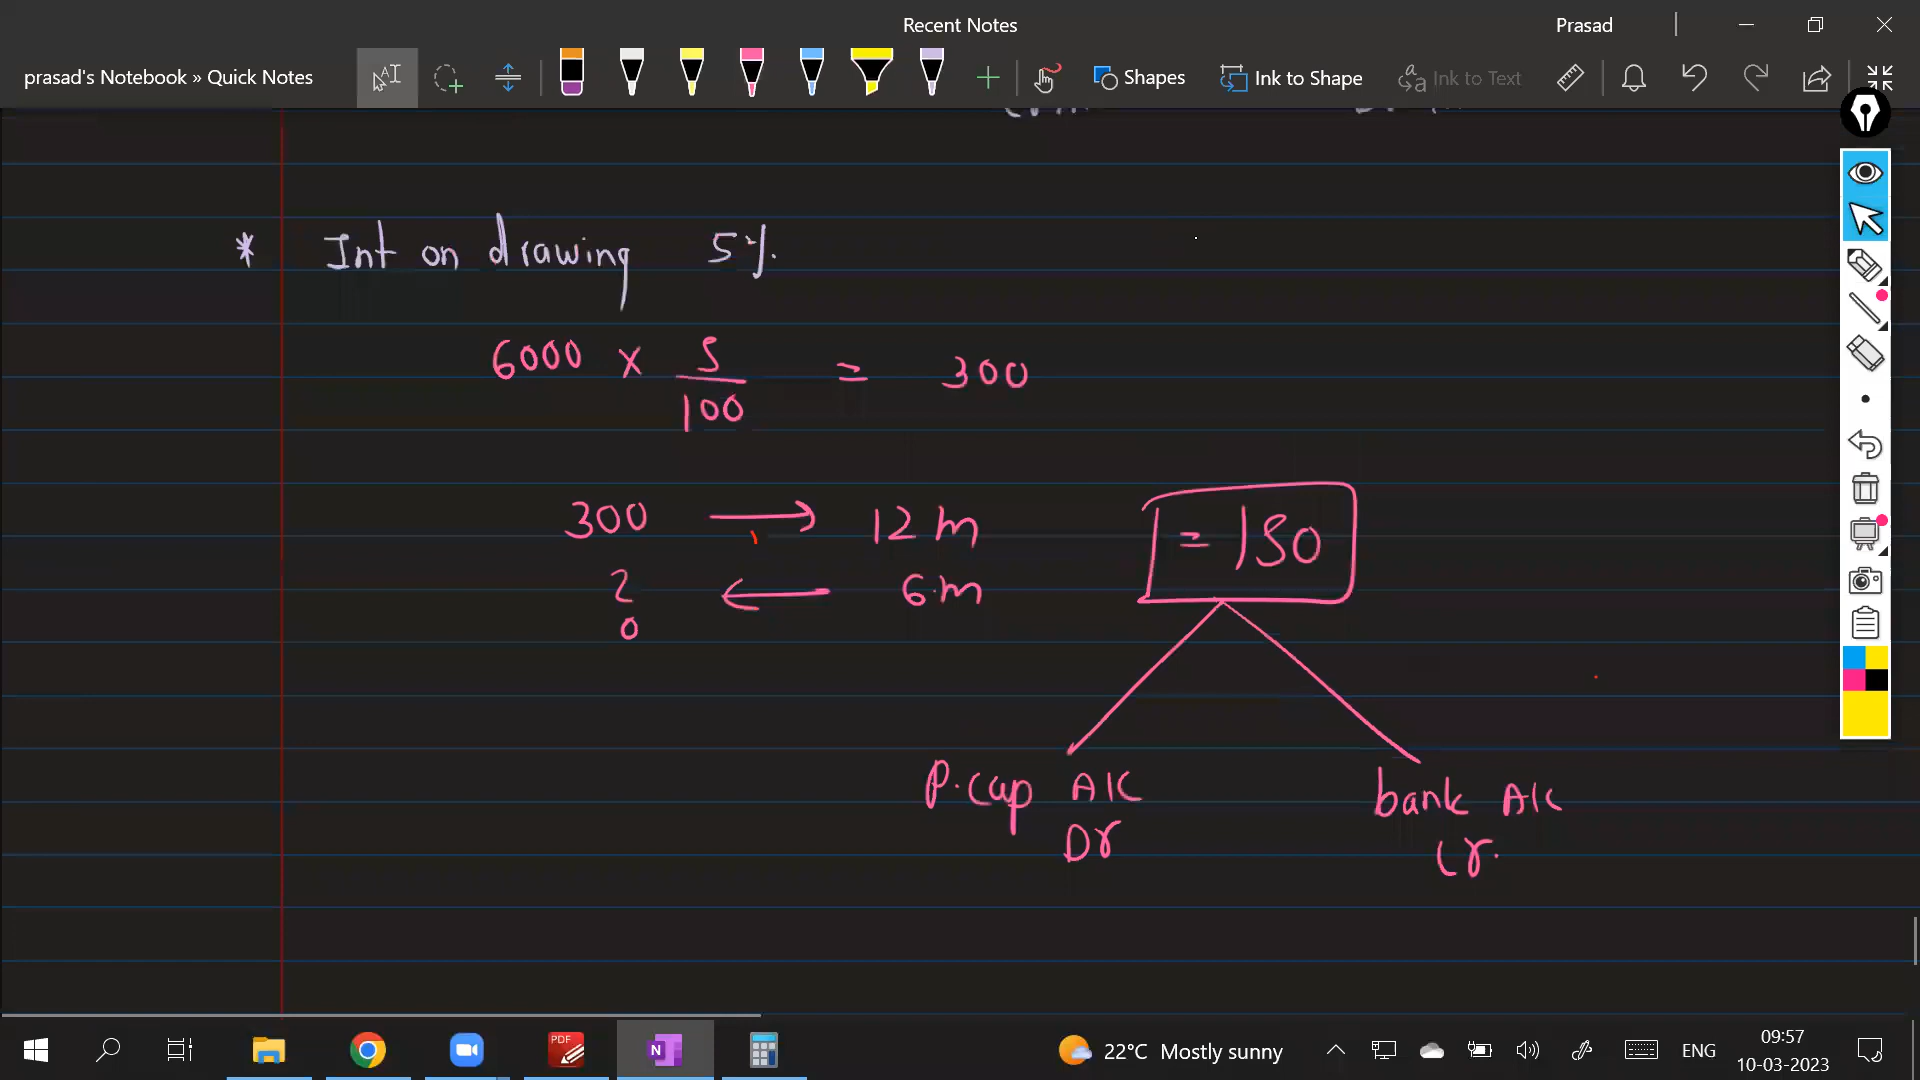 Recent Notes
Prasad
prasad's Notebook » Quick Notes
Shapes
Ink to Shape
Ink to Text
* Int on drawing 5%.
6000 x 5/100 = 300
300 → 12 m
= 150
? ← 6 m
P. Cap A/c
Dr
bank A/c
Cr.
PDF
N
22°C Mostly sunny
ENG
09:57
10-03-2023